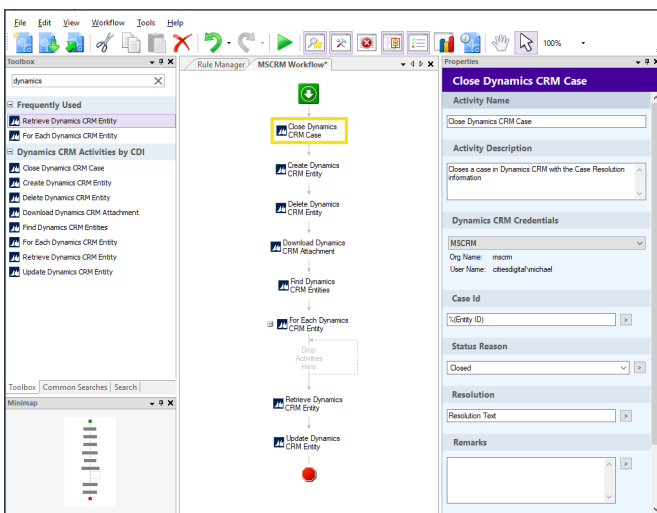 File Edit View Workflow Tools Help
100%
Toolbox
dynamics
Frequently Used
Retrieve Dynamics CRM Entity
For Each Dynamics CRM Entity
Dynamics CRM Activities by CDI
Close Dynamics CRM Case
Create Dynamics CRM Entity
Delete Dynamics CRM Entity
Download Dynamics CRM Attachment
Find Dynamics CRM Entities
For Each Dynamics CRM Entity
Retrieve Dynamics CRM Entity
Update Dynamics CRM Entity
Toolbox Common Searches Search
Minimap
Rule Manager MSCRM Workflow*
Close Dynamics
CRM Case
Create Dynamics
CRM Entity
Delete Dynamics
CRM Entity
Download Dynamics
CRM Attachment
Find Dynamics
CRM Entities
For Each Dynamics
CRM Entity
Drop
Activities
Here
Retrieve Dynamics
CRM Entity
Update Dynamics
CRM Entity
Properties
Close Dynamics CRM Case
Activity Name
Close Dynamics CRM Case
Activity Description
Closes a case in Dynamics CRM with the Case Resolution
information
Dynamics CRM Credentials
MSCRM
Org Name: mscrm
User Name: citiesdigital\michael
Case Id
%(Entity ID)
Status Reason
Closed
Resolution
Resolution Text
Remarks